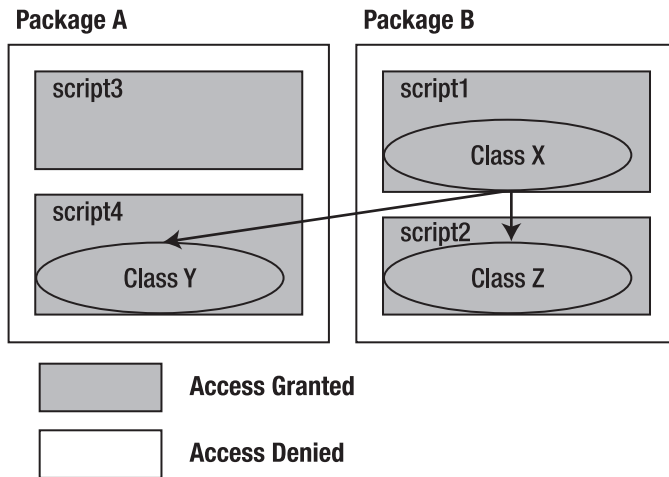 Package A
Package B
script3
script1
Class X
script4
script2
Class Y
Class Z
Access Granted
Access Denied